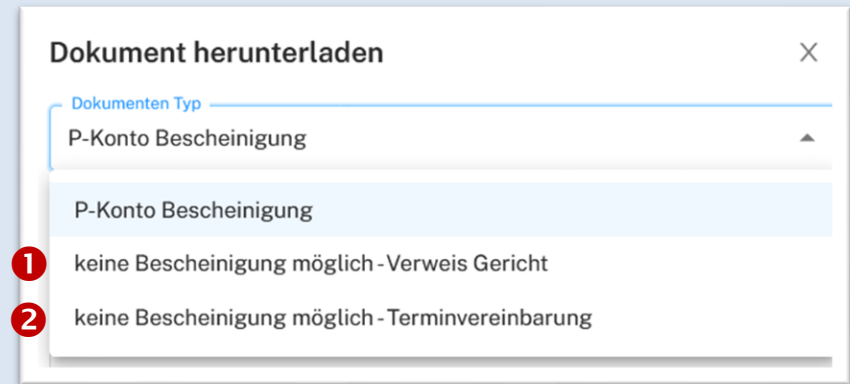 Dokument herunterladen
Dokumenten Typ
P-Konto Bescheinigung
P-Konto Bescheinigung
1 keine Bescheinigung möglich - Verweis Gericht
2 keine Bescheinigung möglich - Terminvereinbarung